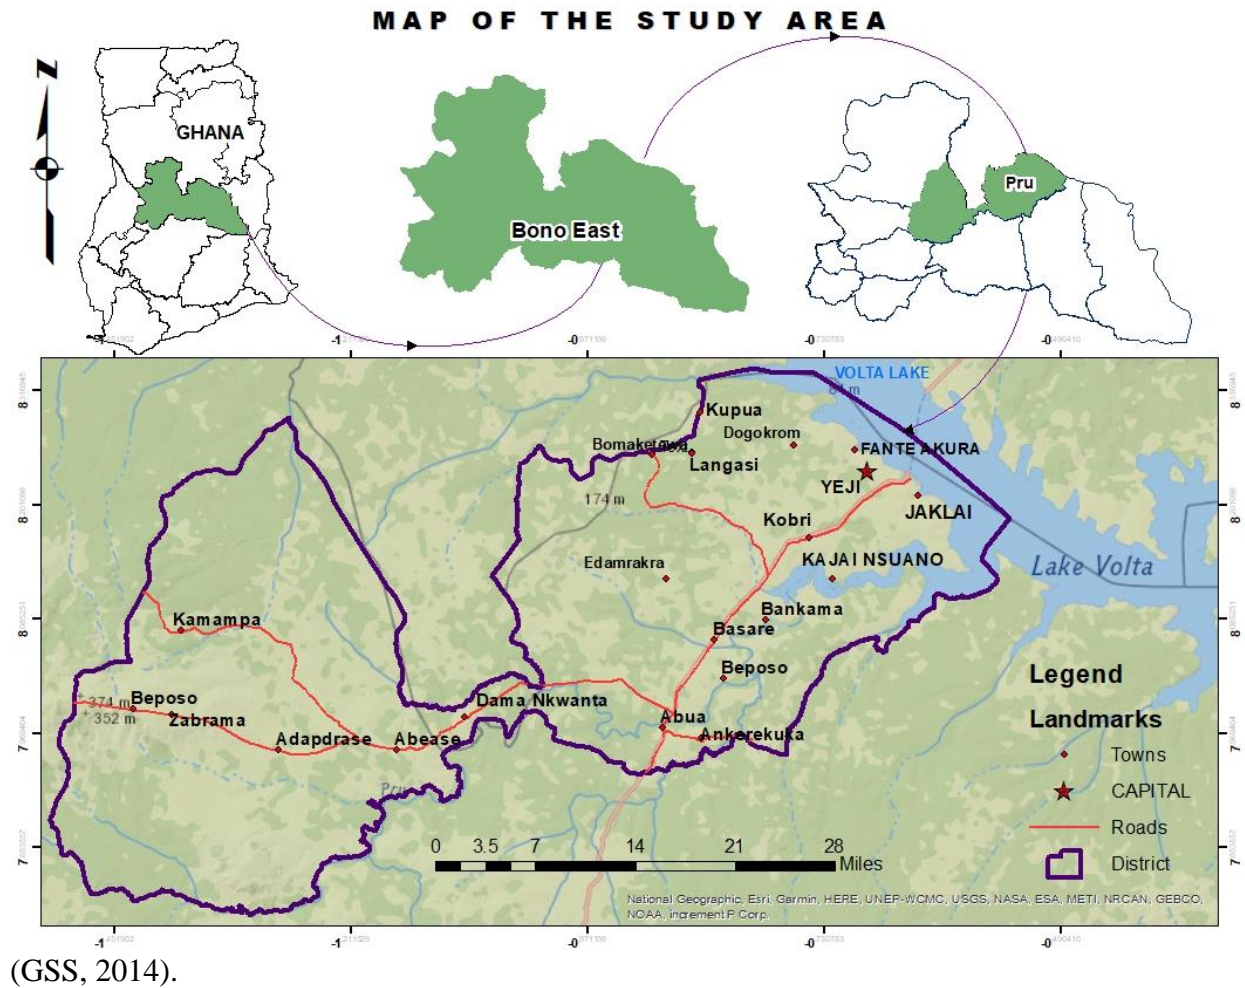 MAP OF THE STUDY AREA
N
GHANA
Bono East
Pru
VOLTA LAKE
Kupua
Dogokrom
Langasi
FANTE AKURA
YEJI
174 m
JAKLAI
Kobri
KAJAI NSUANO
Edamrakra
Lake Volta
Bankama
Kamampa
Basare
Beposo
374 m
Beposo
352 m
Zabrama
Dama Nkwanta
Abua
Adapdrase
Abease
Ankerekuka
Pru
Legend
Landmarks
Towns
CAPITAL
Roads
District
0 3.5 7 14 21 28
Miles
National Geographic, Esri, Garmin, HERE, UNEP-WCMC, USGS, NASA, ESA, METI, NRCAN, GEBCO,
NOAA, increment P Corp.
(GSS, 2014).